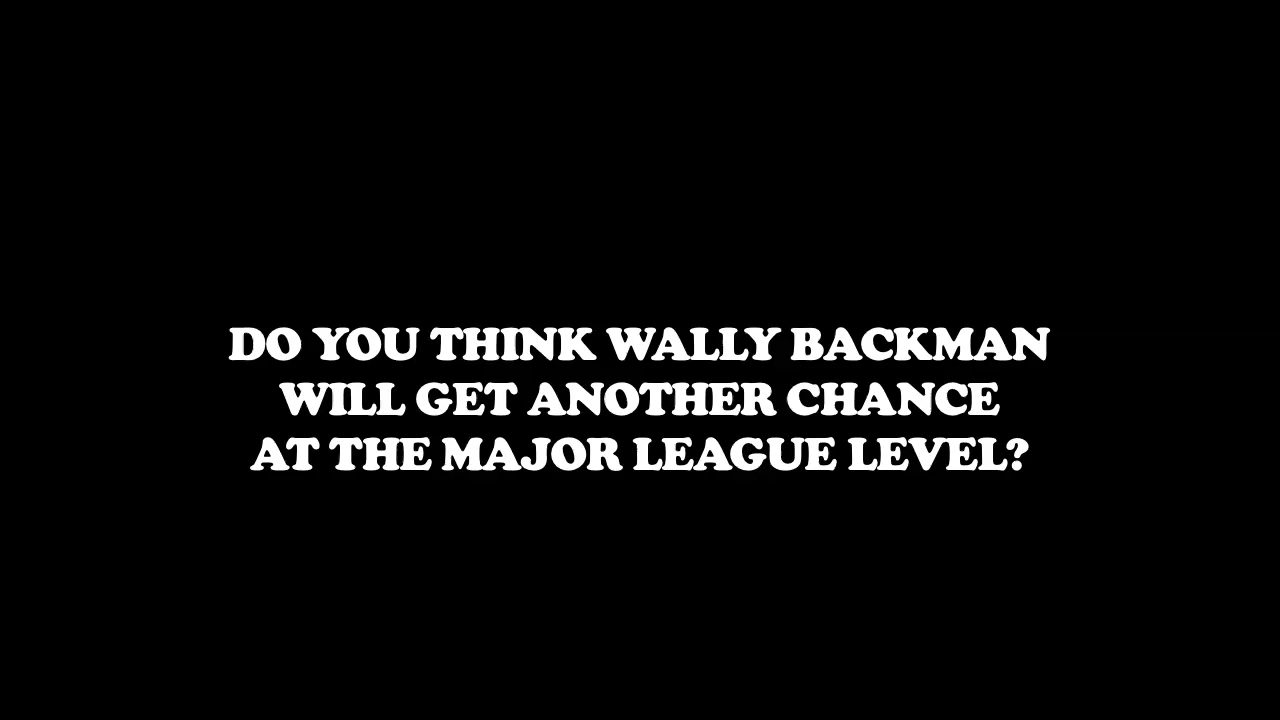 DO YOU THINK WALLY BACKMAN
WILL GET ANOTHER CHANCE
AT THE MAJOR LEAGUE LEVEL?